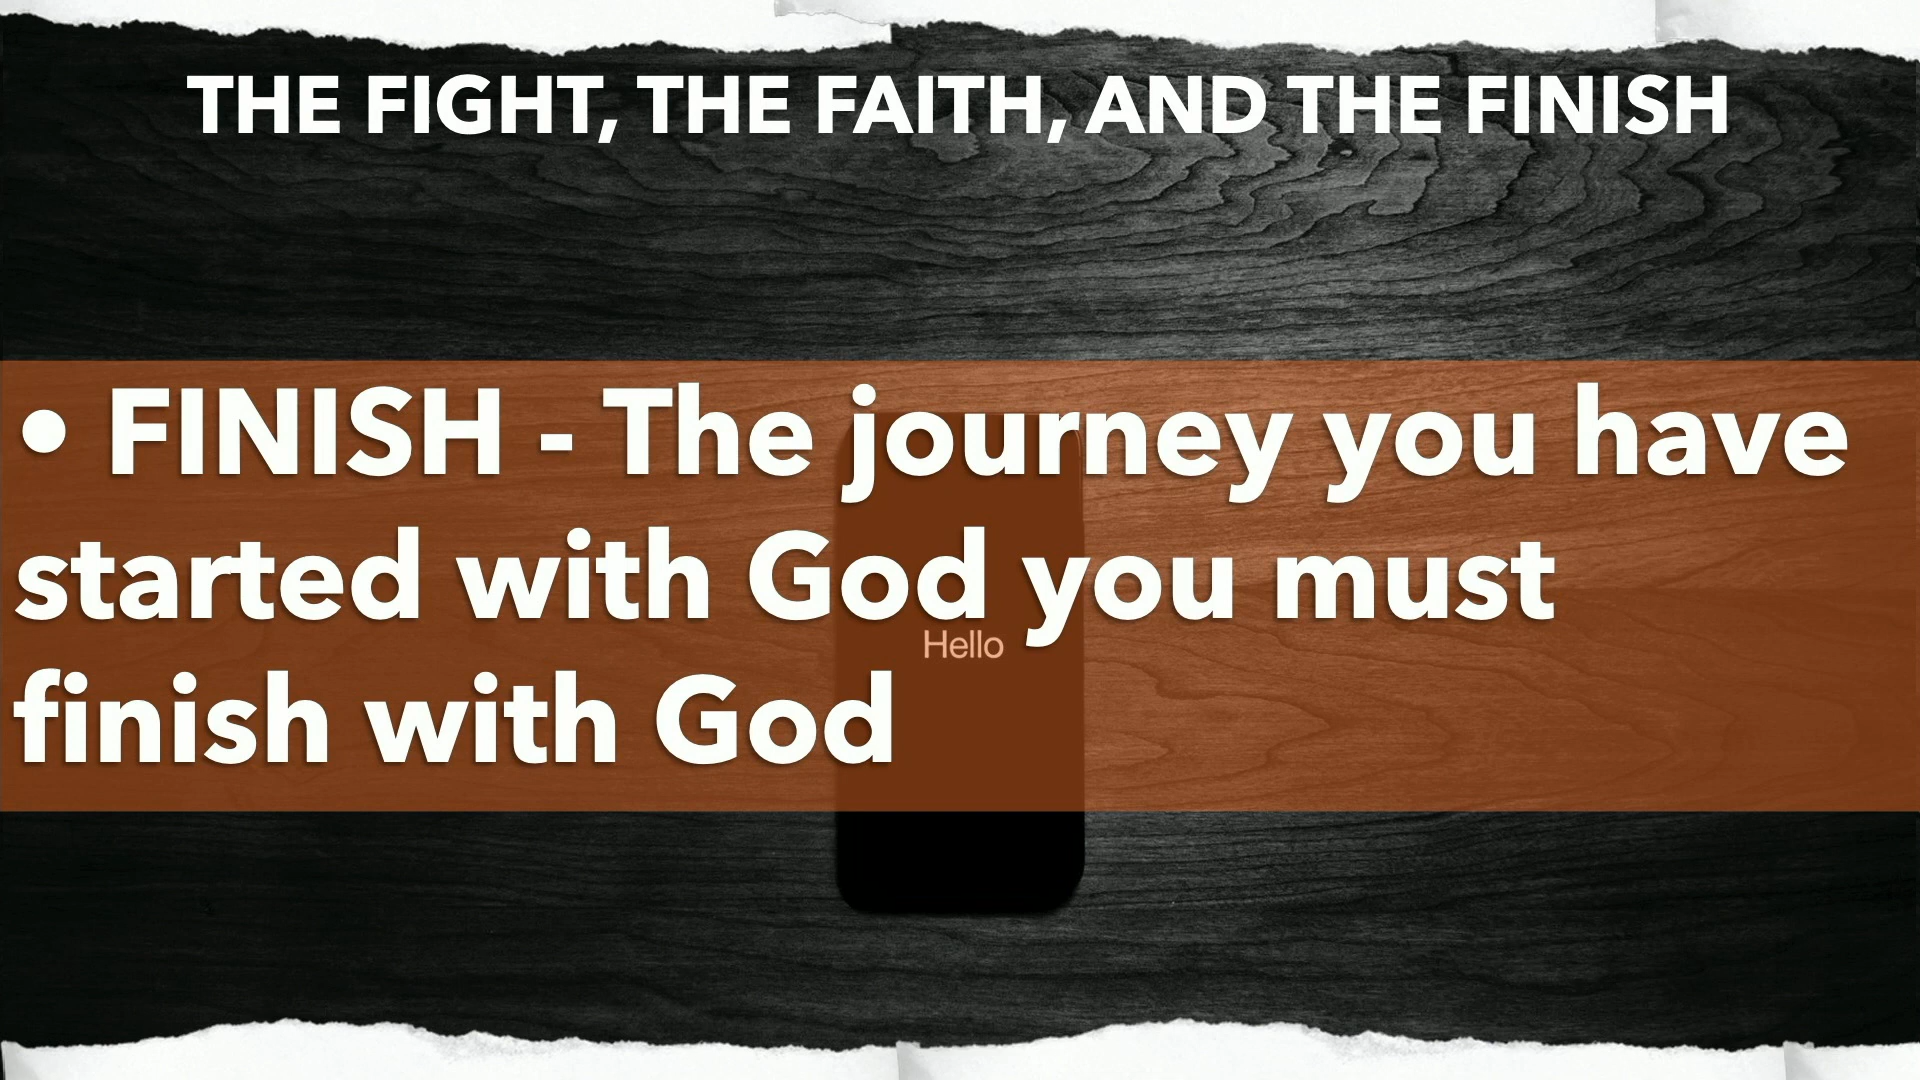 THE FIGHT, THE FAITH, AND THE FINISH
• FINISH - The journey you have
started with God you must
Hello
finish with God